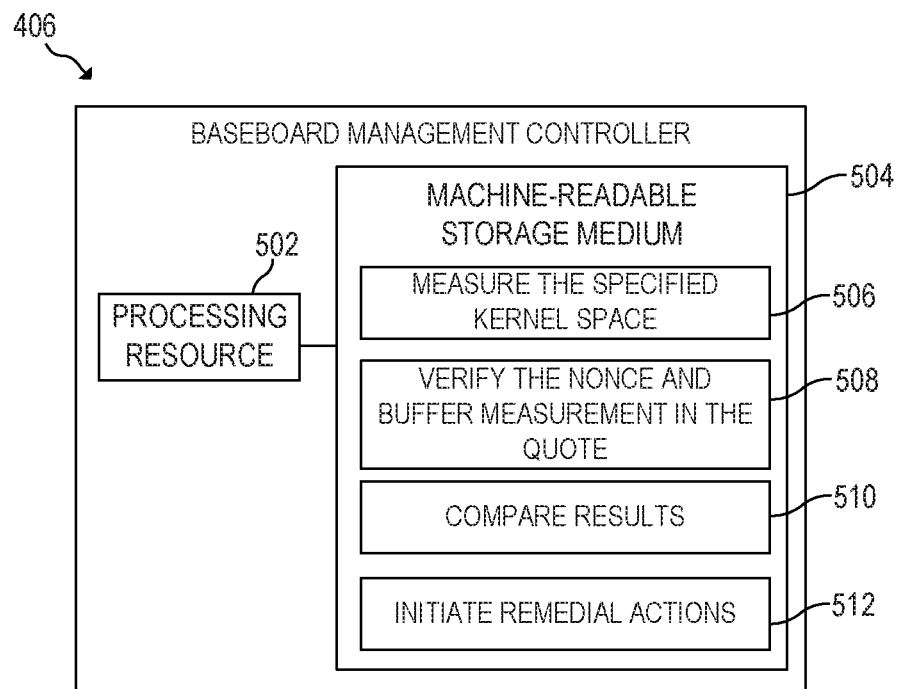 406
BASEBOARD MANAGEMENT CONTROLLER
504
MACHINE-READABLE
STORAGE MEDIUM
502
PROCESSING
RESOURCE
MEASURE THE SPECIFIED
KERNEL SPACE
506
VERIFY THE NONCE AND
BUFFER MEASUREMENT IN THE
QUOTE
508
COMPARE RESULTS
510
INITIATE REMEDIAL ACTIONS
512